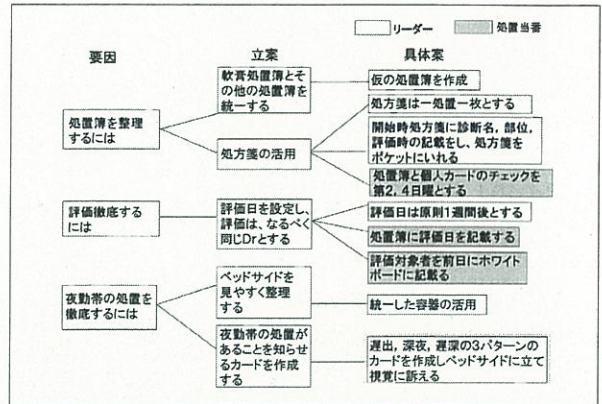 リーダー
処置当番
要因
立案
具体案
処置簿を整理
するには
軟膏処置簿とそ
の他の処置簿を
統一する
仮の処置簿を作成
処方箋の活用
処方箋は一処置一枚とする
開始時処方箋に診断名, 部位,
評価時の記載をし、処方箋を
ポケットにいれる
処置簿と個人カードのチェックを
第2, 4日曜とする
評価徹底する
には
評価日を設定し、
評価は、なるべく
同じDrとする
評価日は原則1週間後とする
処置簿に評価日を記載する
評価対象者を前日にホワイト
ボードに記載る
夜勤帯の処置を
徹底するには
ベッドサイドを
見やすく整理
する
統一した容器の活用
夜勤帯の処置が
あることを知らせ
るカードを作成
する
遅出, 深夜, 遅深の3パターンの
カードを作成しベッドサイドに立て
視覚に訴える